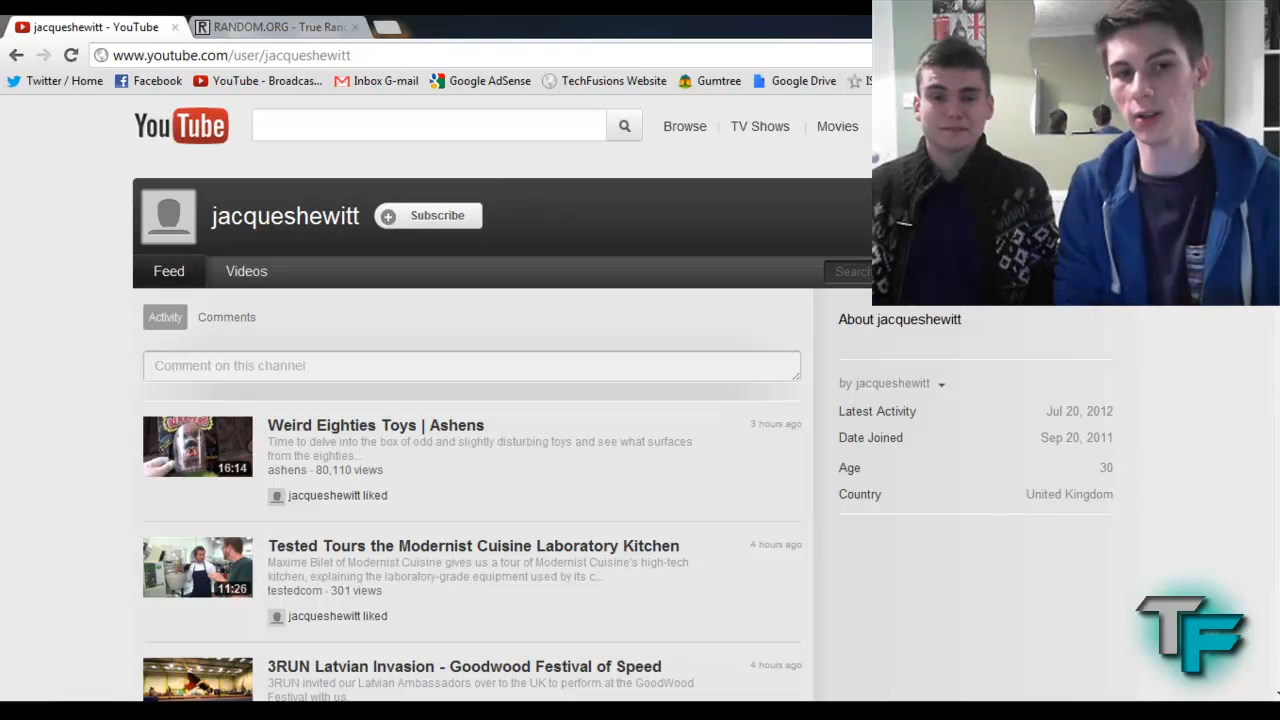 jacqueshewitt - YouTube
RANDOM.ORG - True Ran
www.youtube.com/user/jacqueshewitt
Twitter / Home
Facebook
YouTube - Broadcas...
Inbox G-mail
Google AdSense
TechFusions Website
Gumtree
Google Drive
You Tube
Browse
TV Shows
Movies
jacqueshewitt
Subscribe
Feed
Videos
Search
Activity
Comments
Comment on this channel
Weird Eighties Toys | Ashens
3 hours ago
Time to delve into the box of odd and slightly disturbing toys and see what surfaces
from the eighties...
16:14
ashens · 80,110 views
jacqueshewitt liked
Tested Tours the Modernist Cuisine Laboratory Kitchen
4 hours ago
Maxime Bilet of Modernist Cuisine gives us a tour of Modernist Cuisine's high-tech
kitchen, explaining the laboratory-grade equipment used by its c...
11:26
testedcom · 301 views
jacqueshewitt liked
3RUN Latvian Invasion - Goodwood Festival of Speed
4 hours ago
3RUN invited our Latvian Ambassadors over to the UK to perform at the GoodWood
Festival with us
About jacqueshewitt
by jacqueshewitt
Latest Activity Jul 20, 2012
Date Joined Sep 20, 2011
Age 30
Country United Kingdom
TF